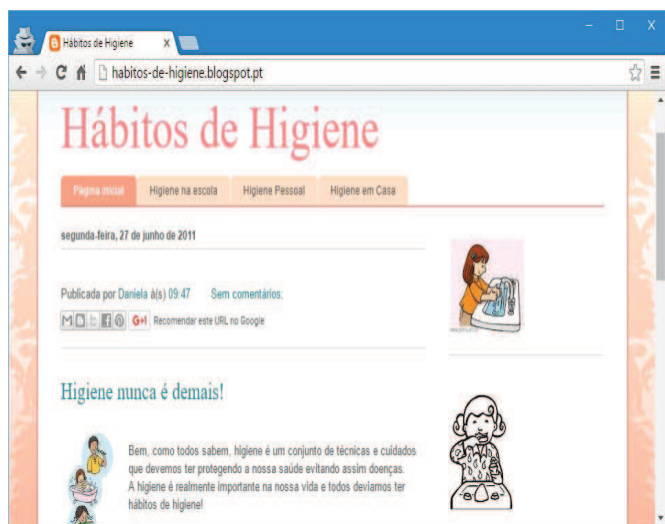 Hábitos de Higiene
habitos-de-higiene.blogspot.pt
Hábitos de Higiene
Página inicial
Higiene na escola
Higiene Pessoal
Higiene em Casa
segunda-feira, 27 de junho de 2011
Publicada por Daniela à(s) 09:47 Sem comentários:
G+1 Recomendar este URL no Google
Higiene nunca é demais!
Bem, como todos sabem, higiene é um conjunto de técnicas e cuidados
que devemos ter protegendo a nossa saúde evitando assim doenças.
A higiene é realmente importante na nossa vida e todos deviamos ter
hábitos de higiene!